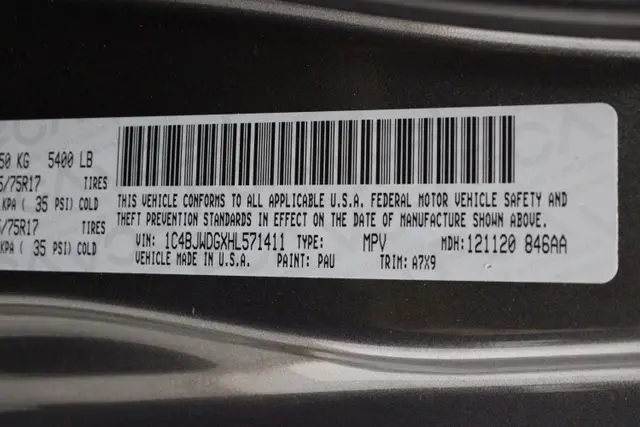 50 KG 5400 LB
5/75R17 TIRES
KPA ( 35 PSI) COLD
5/75R17 TIRES
KPA ( 35 PSI) COLD
THIS VEHICLE CONFORMS TO ALL APPLICABLE U.S.A. FEDERAL MOTOR VEHICLE SAFETY AND
THEFT PREVENTION STANDARDS IN EFFECT ON THE DATE OF MANUFACTURE SHOWN ABOVE.
VIN: 1C4BJWDGXHL571411 TYPE: MPV MDH: 121120 846AA
VEHICLE MADE IN U.S.A. PAINT: PAU TRIM: A7X9